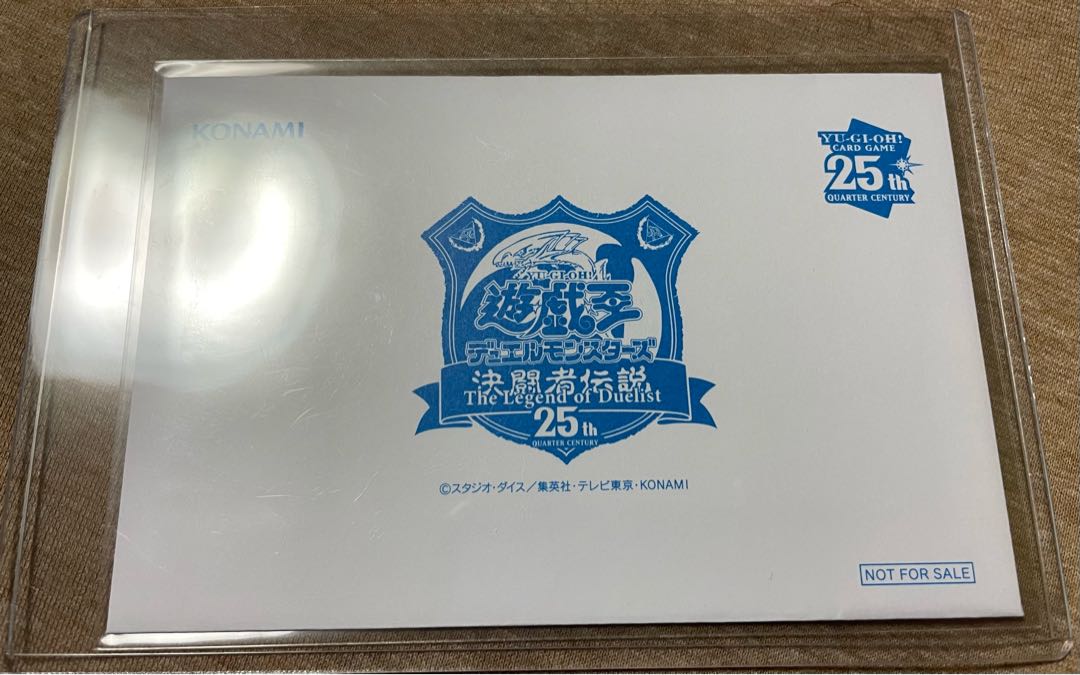 KONAMI
YU-GI-OH!
CARD GAME
25th
QUARTER CENTURY
YU-GI-OH!
遊☆戯☆王
デュエルモンスターズ
決闘者伝説
The Legend of Duelist
25th
QUARTER CENTURY
©スタジオ・ダイス／集英社・テレビ東京・KONAMI
NOT FOR SALE